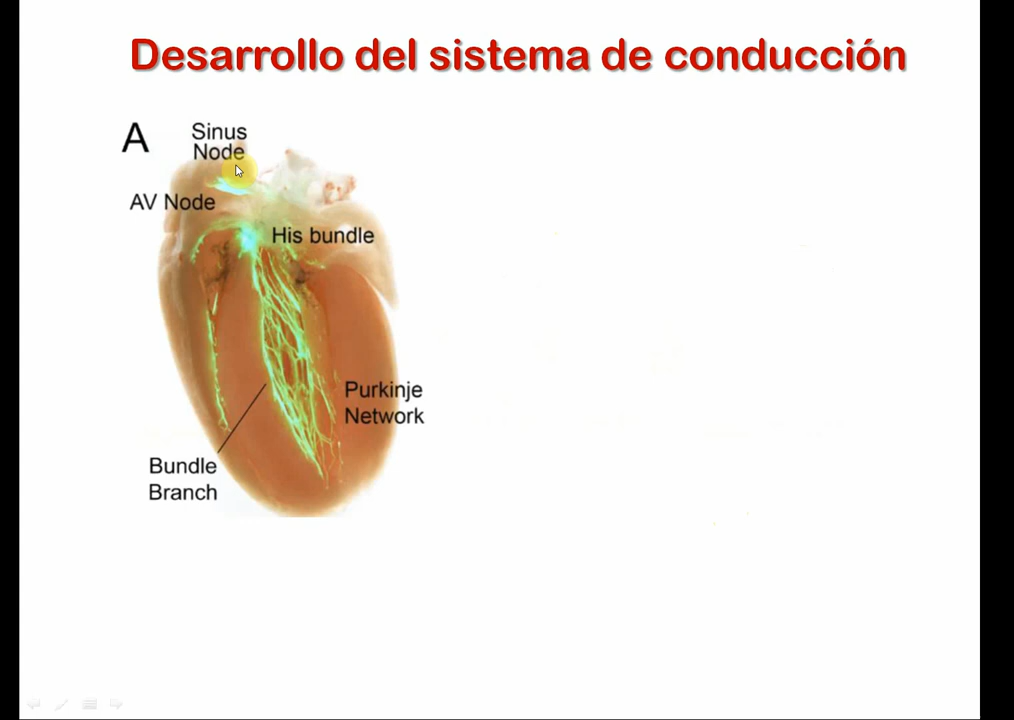 Desarrollo del sistema de conducción
A
Sinus
Node
AV Node
His bundle
Purkinje
Network
Bundle
Branch